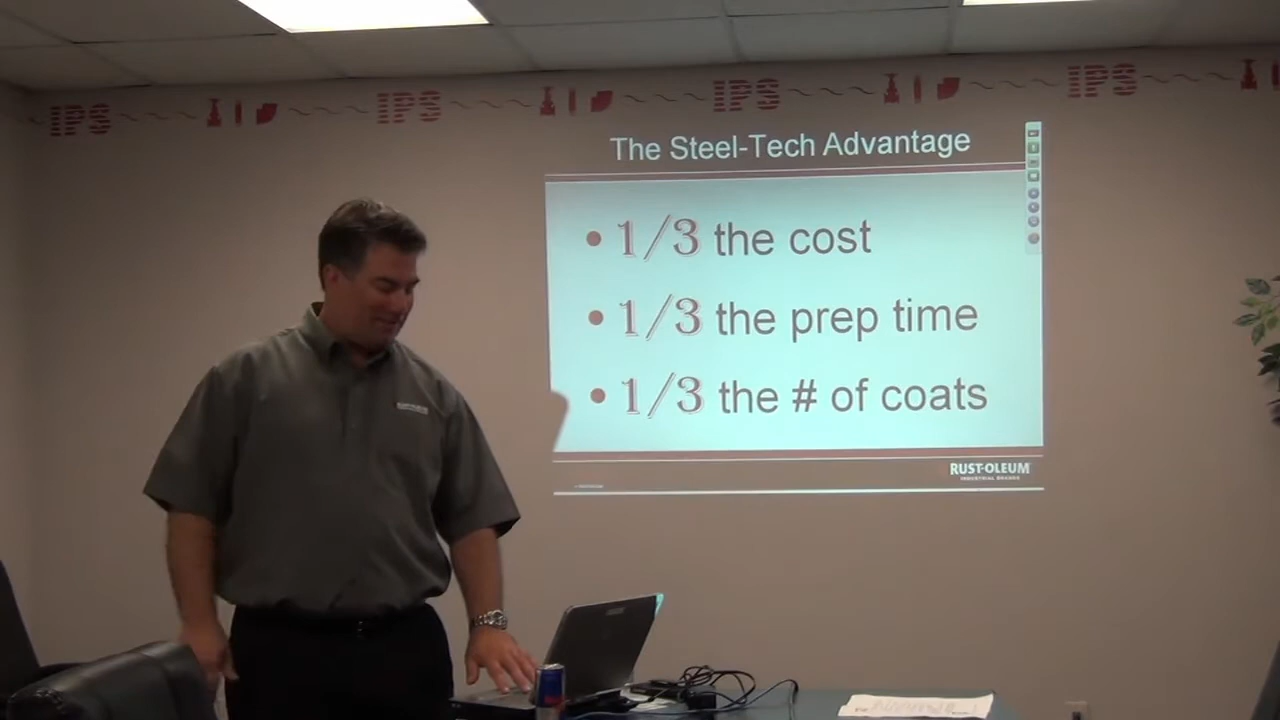 IPS IPS IPS IPS
The Steel-Tech Advantage
• 1/3 the cost
• 1/3 the prep time
• 1/3 the # of coats
RUST-OLEUM
INDUSTRIAL BRANDS